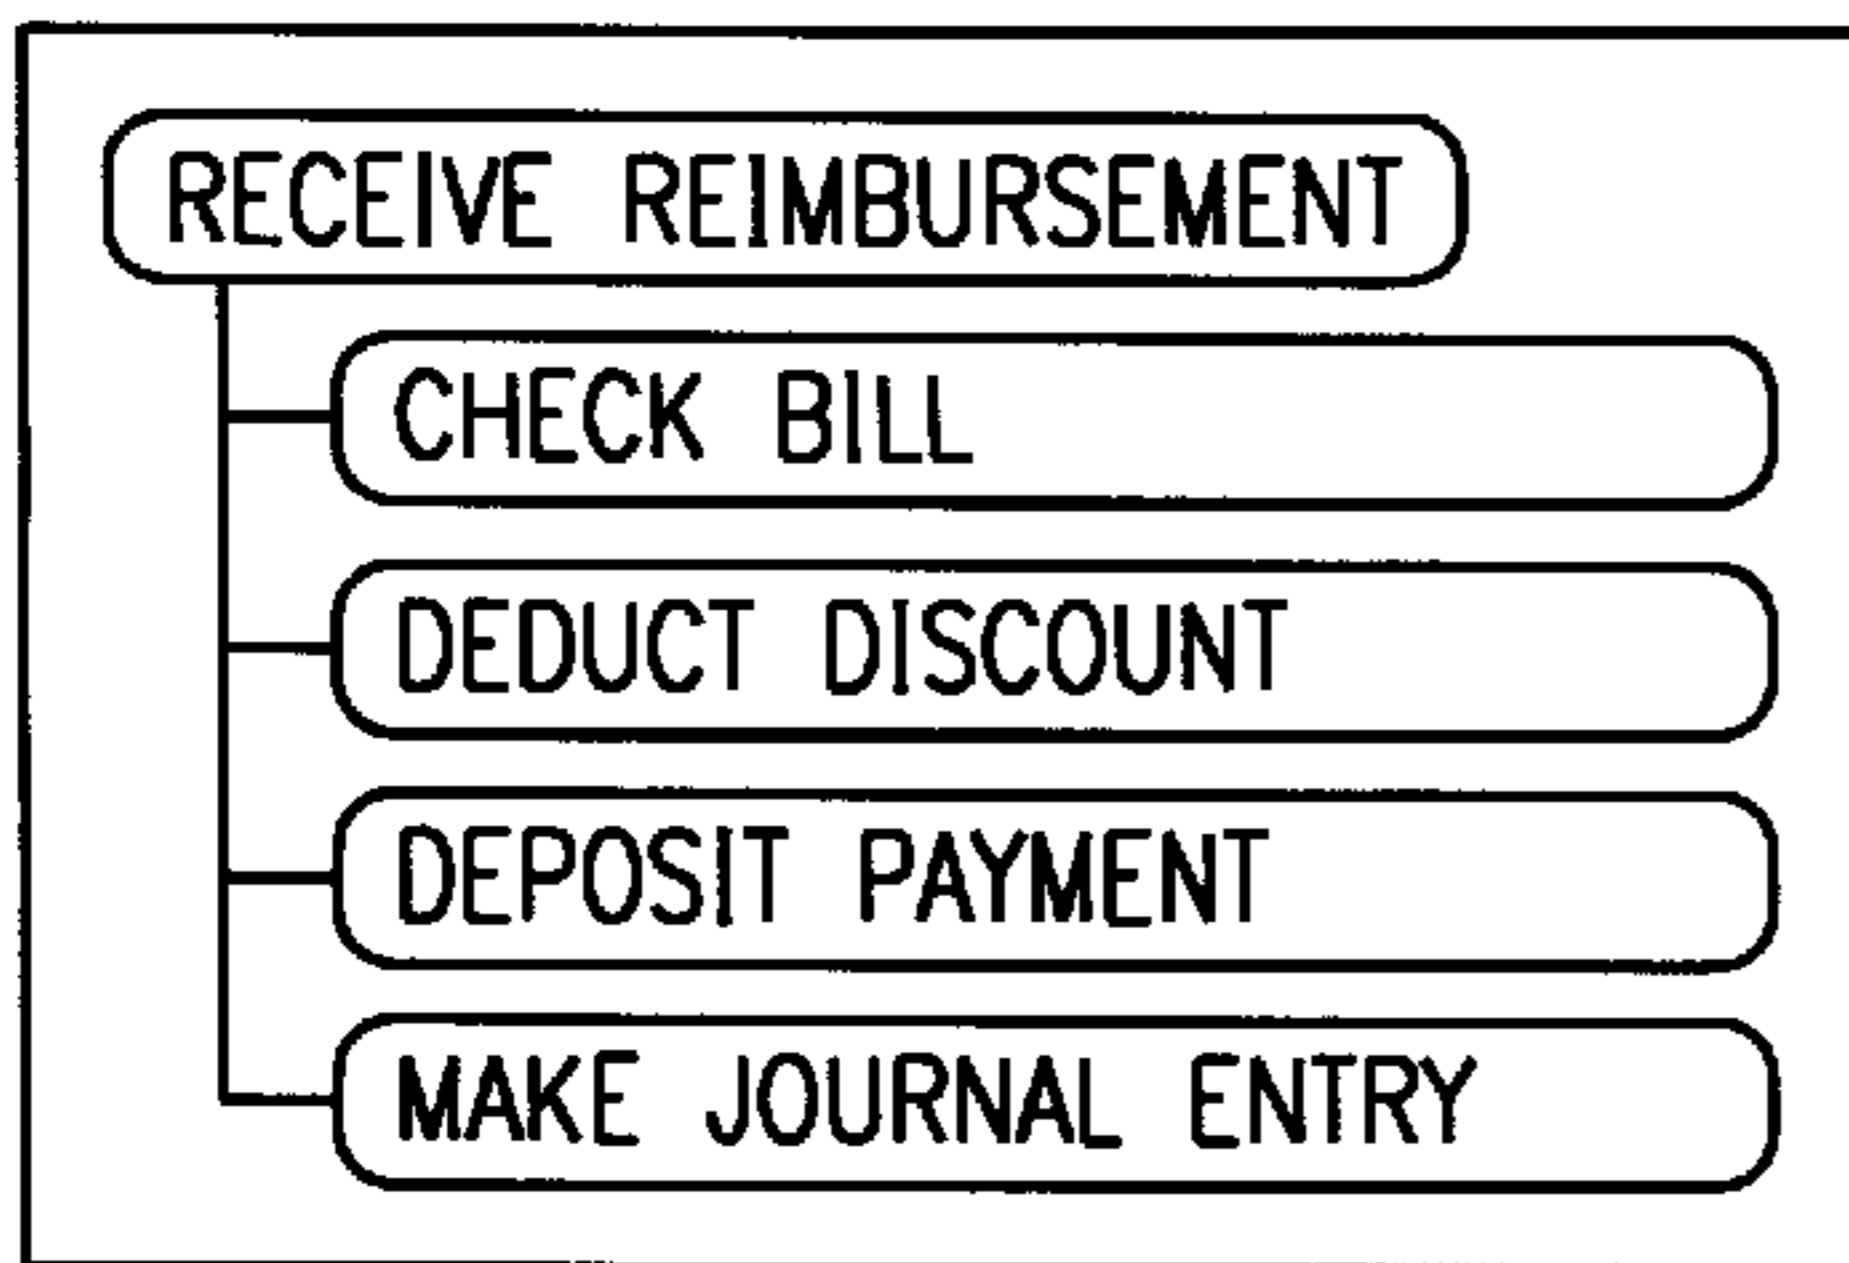 RECEIVE REIMBURSEMENT
CHECK BILL
DEDUCT DISCOUNT
DEPOSIT PAYMENT
MAKE JOURNAL ENTRY